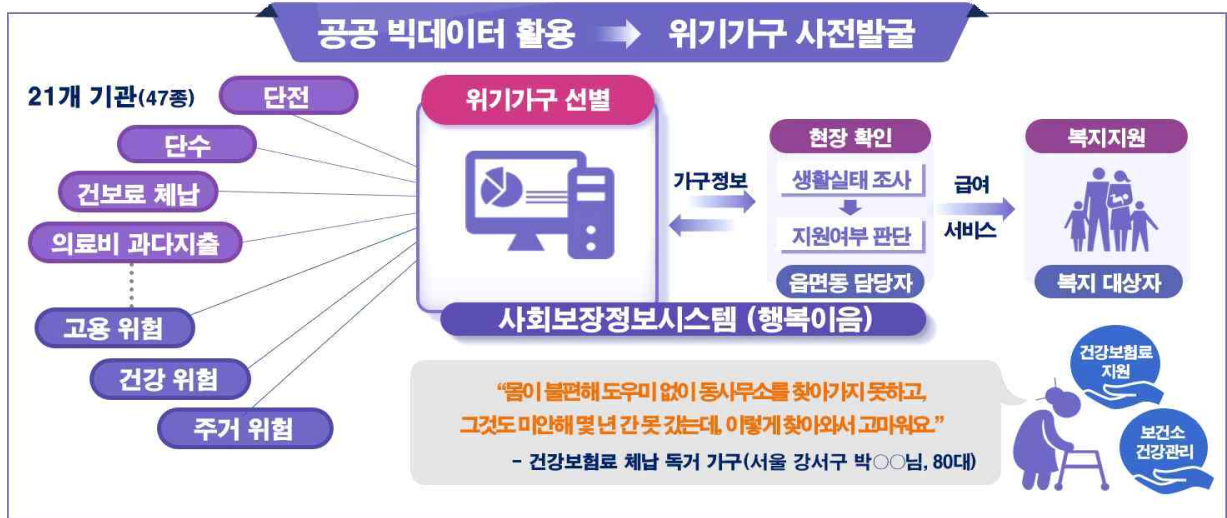 공공 빅데이터 활용 위기가구 사전발굴
21개 기관(47종)
단전
단수
건보료 체납
의료비 과다지출
고용 위험
건강 위험
주거 위험
위기가구 선별
사회보장정보시스템 (행복이음)
가구정보
현장 확인
생활실태 조사
지원여부 판단
읍면동 담당자
급여
서비스
복지지원
복지 대상자
“몸이 불편해 도우미 없이 동사무소를 찾아가지 못하고,
그것도 미안해 몇 년 간 못 갔는데, 이렇게 찾아와서 고마워요.”
- 건강보험료 체납 독거 가구(서울 강서구 박○○님, 80대)
건강보험료
지원
보건소
건강관리